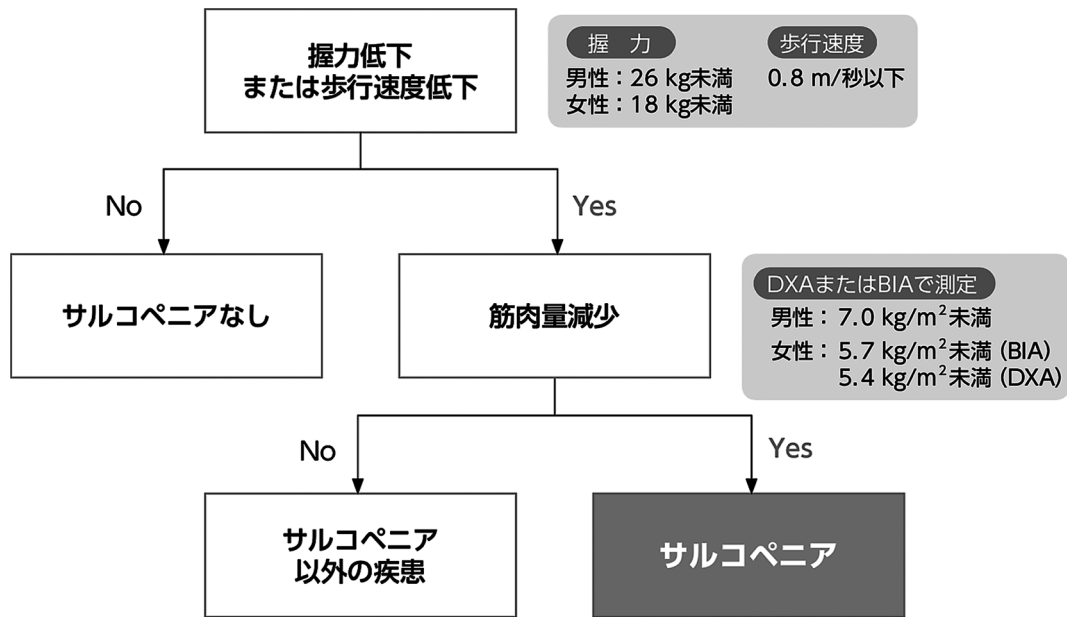 握力低下
または歩行速度低下
握　力
男性：26 kg未満
女性：18 kg未満
歩行速度
0.8 m/秒以下
No
Yes
サルコペニアなし
筋肉量減少
DXAまたはBIAで測定
男性：7.0 kg/m²未満
女性：5.7 kg/m²未満（BIA）
5.4 kg/m²未満（DXA）
No
Yes
サルコペニア
以外の疾患
サルコペニア